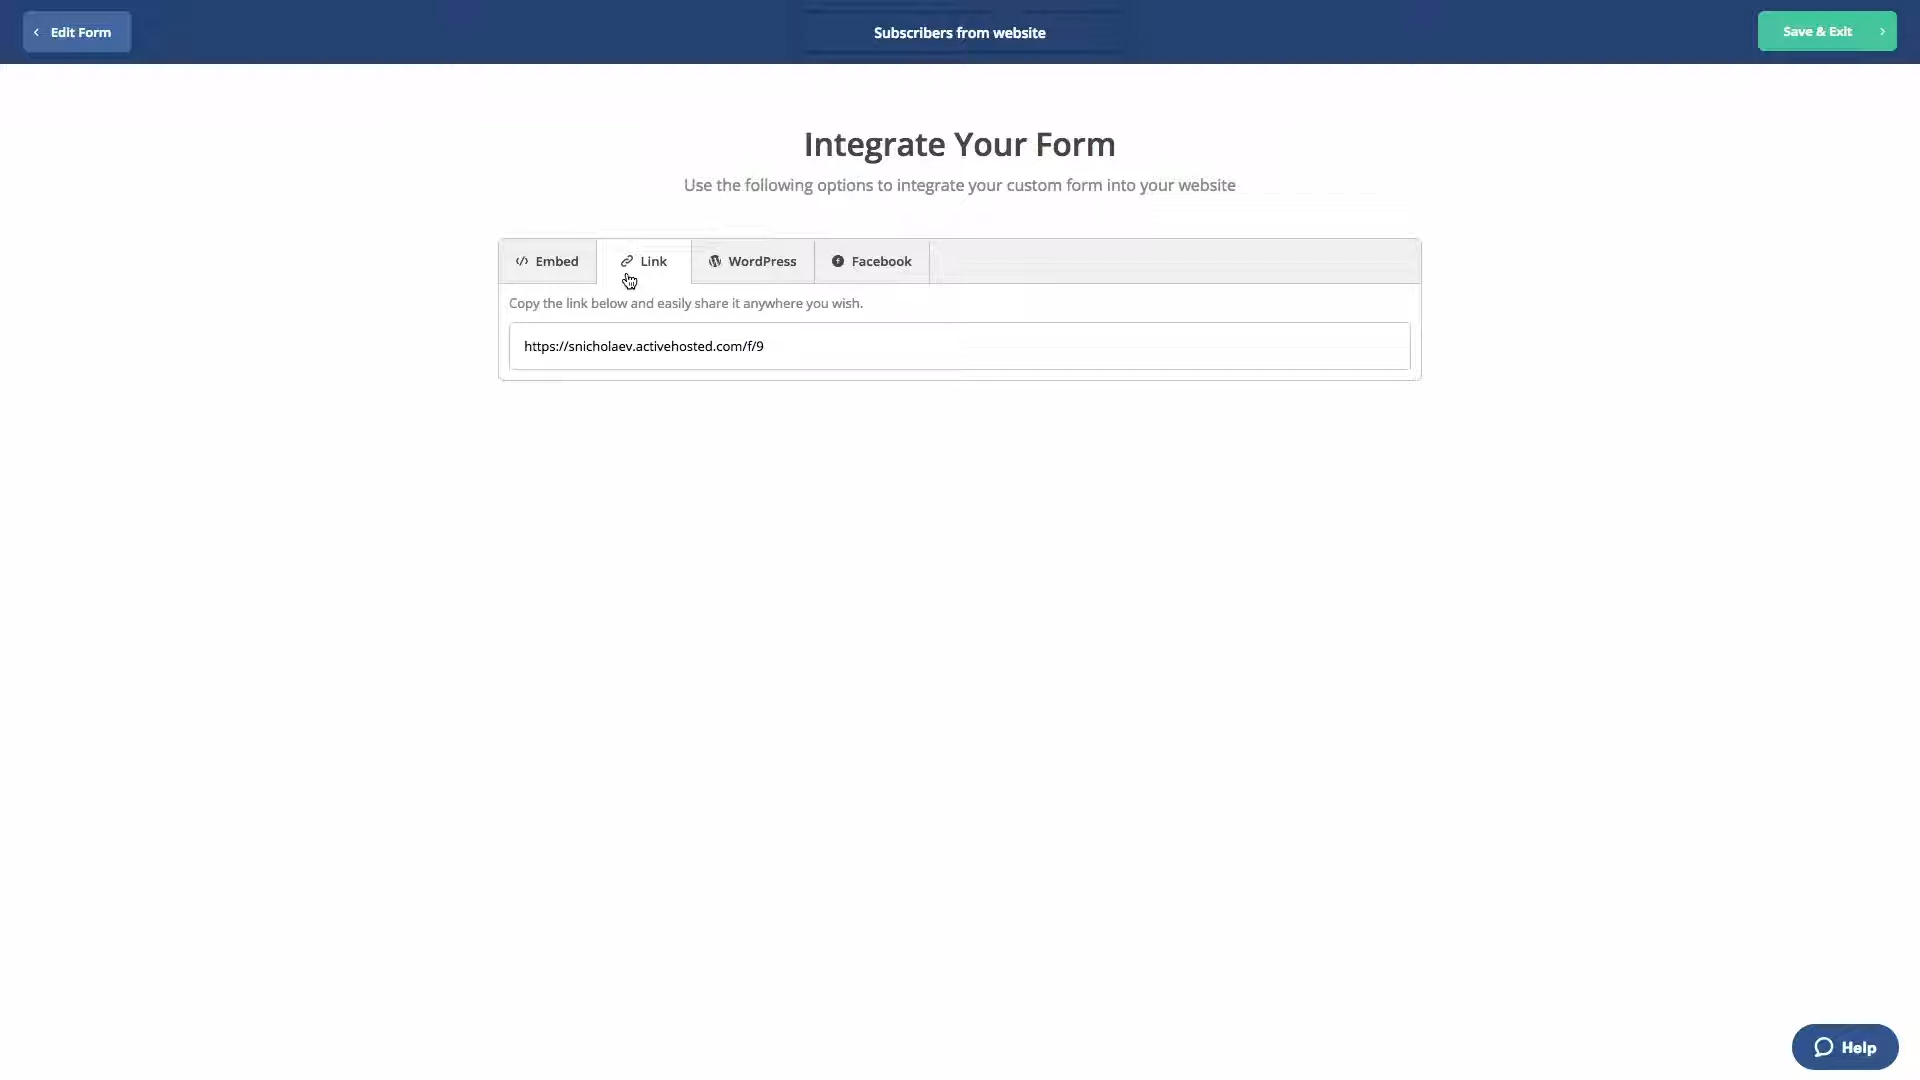 Edit Form
Subscribers from website
Save & Exit
Integrate Your Form
Use the following options to integrate your custom form into your website
Embed
Link
WordPress
Facebook
Copy the link below and easily share it anywhere you wish.
https://snicholaev.activehosted.com/f/9
Help